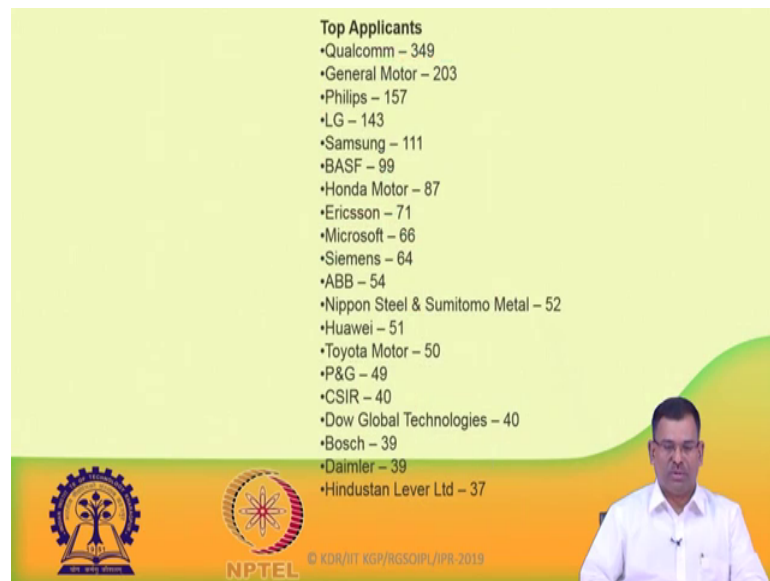 Top Applicants
•Qualcomm – 349
•General Motor – 203
•Philips – 157
•LG – 143
•Samsung – 111
•BASF – 99
•Honda Motor – 87
•Ericsson – 71
•Microsoft – 66
•Siemens – 64
•ABB – 54
•Nippon Steel & Sumitomo Metal – 52
•Huawei – 51
•Toyota Motor – 50
•P&G – 49
•CSIR – 40
•Dow Global Technologies – 40
•Bosch – 39
•Daimler – 39
•Hindustan Lever Ltd – 37
NPTEL
© KDR/IIT KGP/RGSOIPL/IPR-2019